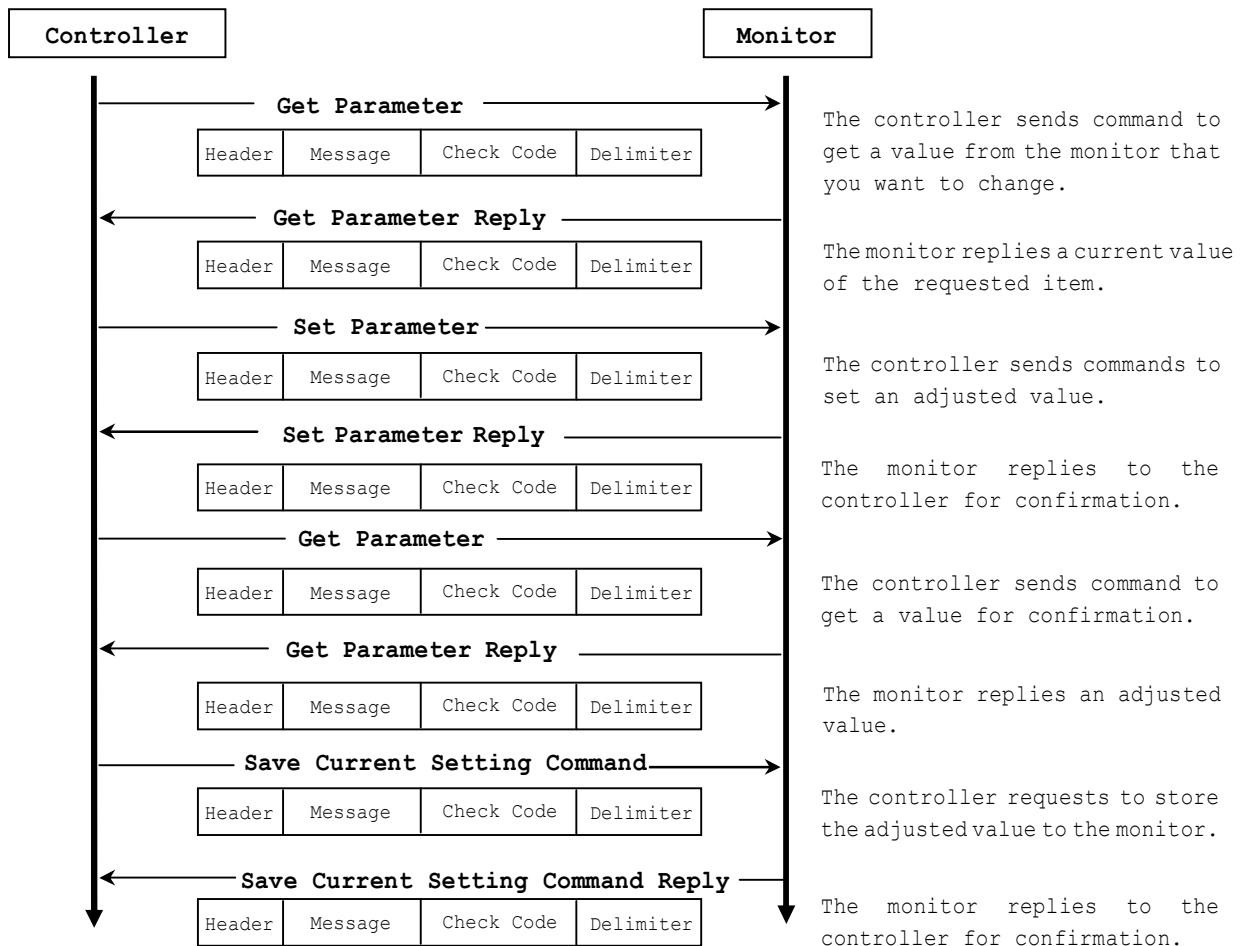 Controller
Monitor
Get Parameter
Header Message Check Code Delimiter
The controller sends command to
get a value from the monitor that
you want to change.
Get Parameter Reply
Header Message Check Code Delimiter
The monitor replies a current value
of the requested item.
Set Parameter
Header Message Check Code Delimiter
The controller sends commands to
set an adjusted value.
Set Parameter Reply
Header Message Check Code Delimiter
The monitor replies to the
controller for confirmation.
Get Parameter
Header Message Check Code Delimiter
The controller sends command to
get a value for confirmation.
Get Parameter Reply
Header Message Check Code Delimiter
The monitor replies an adjusted
value.
Save Current Setting Command
Header Message Check Code Delimiter
The controller requests to store
the adjusted value to the monitor.
Save Current Setting Command Reply
Header Message Check Code Delimiter
The monitor replies to the
controller for confirmation.